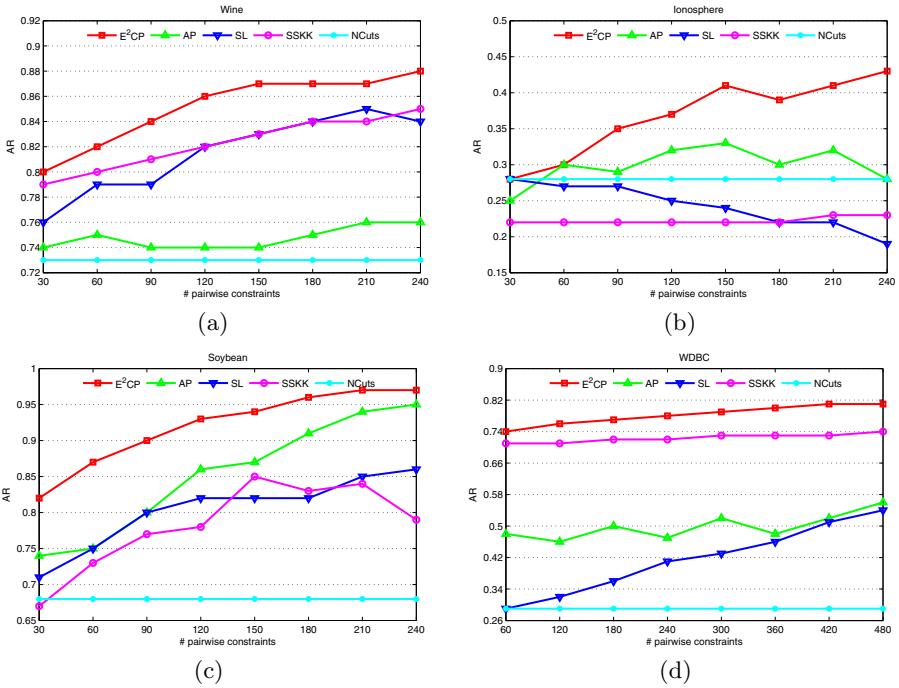 Wine
0.92
0.9
0.88
0.86
0.84
0.82
0.8
0.78
0.76
0.74
0.72
AR
E²CP AP SL SSKK NCuts
30 60 90 120 150 180 210 240
# pairwise constraints
(a)
Ionosphere
0.5
0.45
0.4
0.35
0.3
0.25
0.2
0.15
AR
E²CP AP SL SSKK NCuts
30 60 90 120 150 180 210 240
# pairwise constraints
(b)
Soybean
1
0.95
0.9
0.85
0.8
0.75
0.7
0.65
AR
E²CP AP SL SSKK NCuts
30 60 90 120 150 180 210 240
# pairwise constraints
(c)
WDBC
0.9
0.82
0.74
0.66
0.58
0.5
0.42
0.34
0.26
AR
E²CP AP SL SSKK NCuts
60 120 180 240 300 360 420 480
# pairwise constraints
(d)